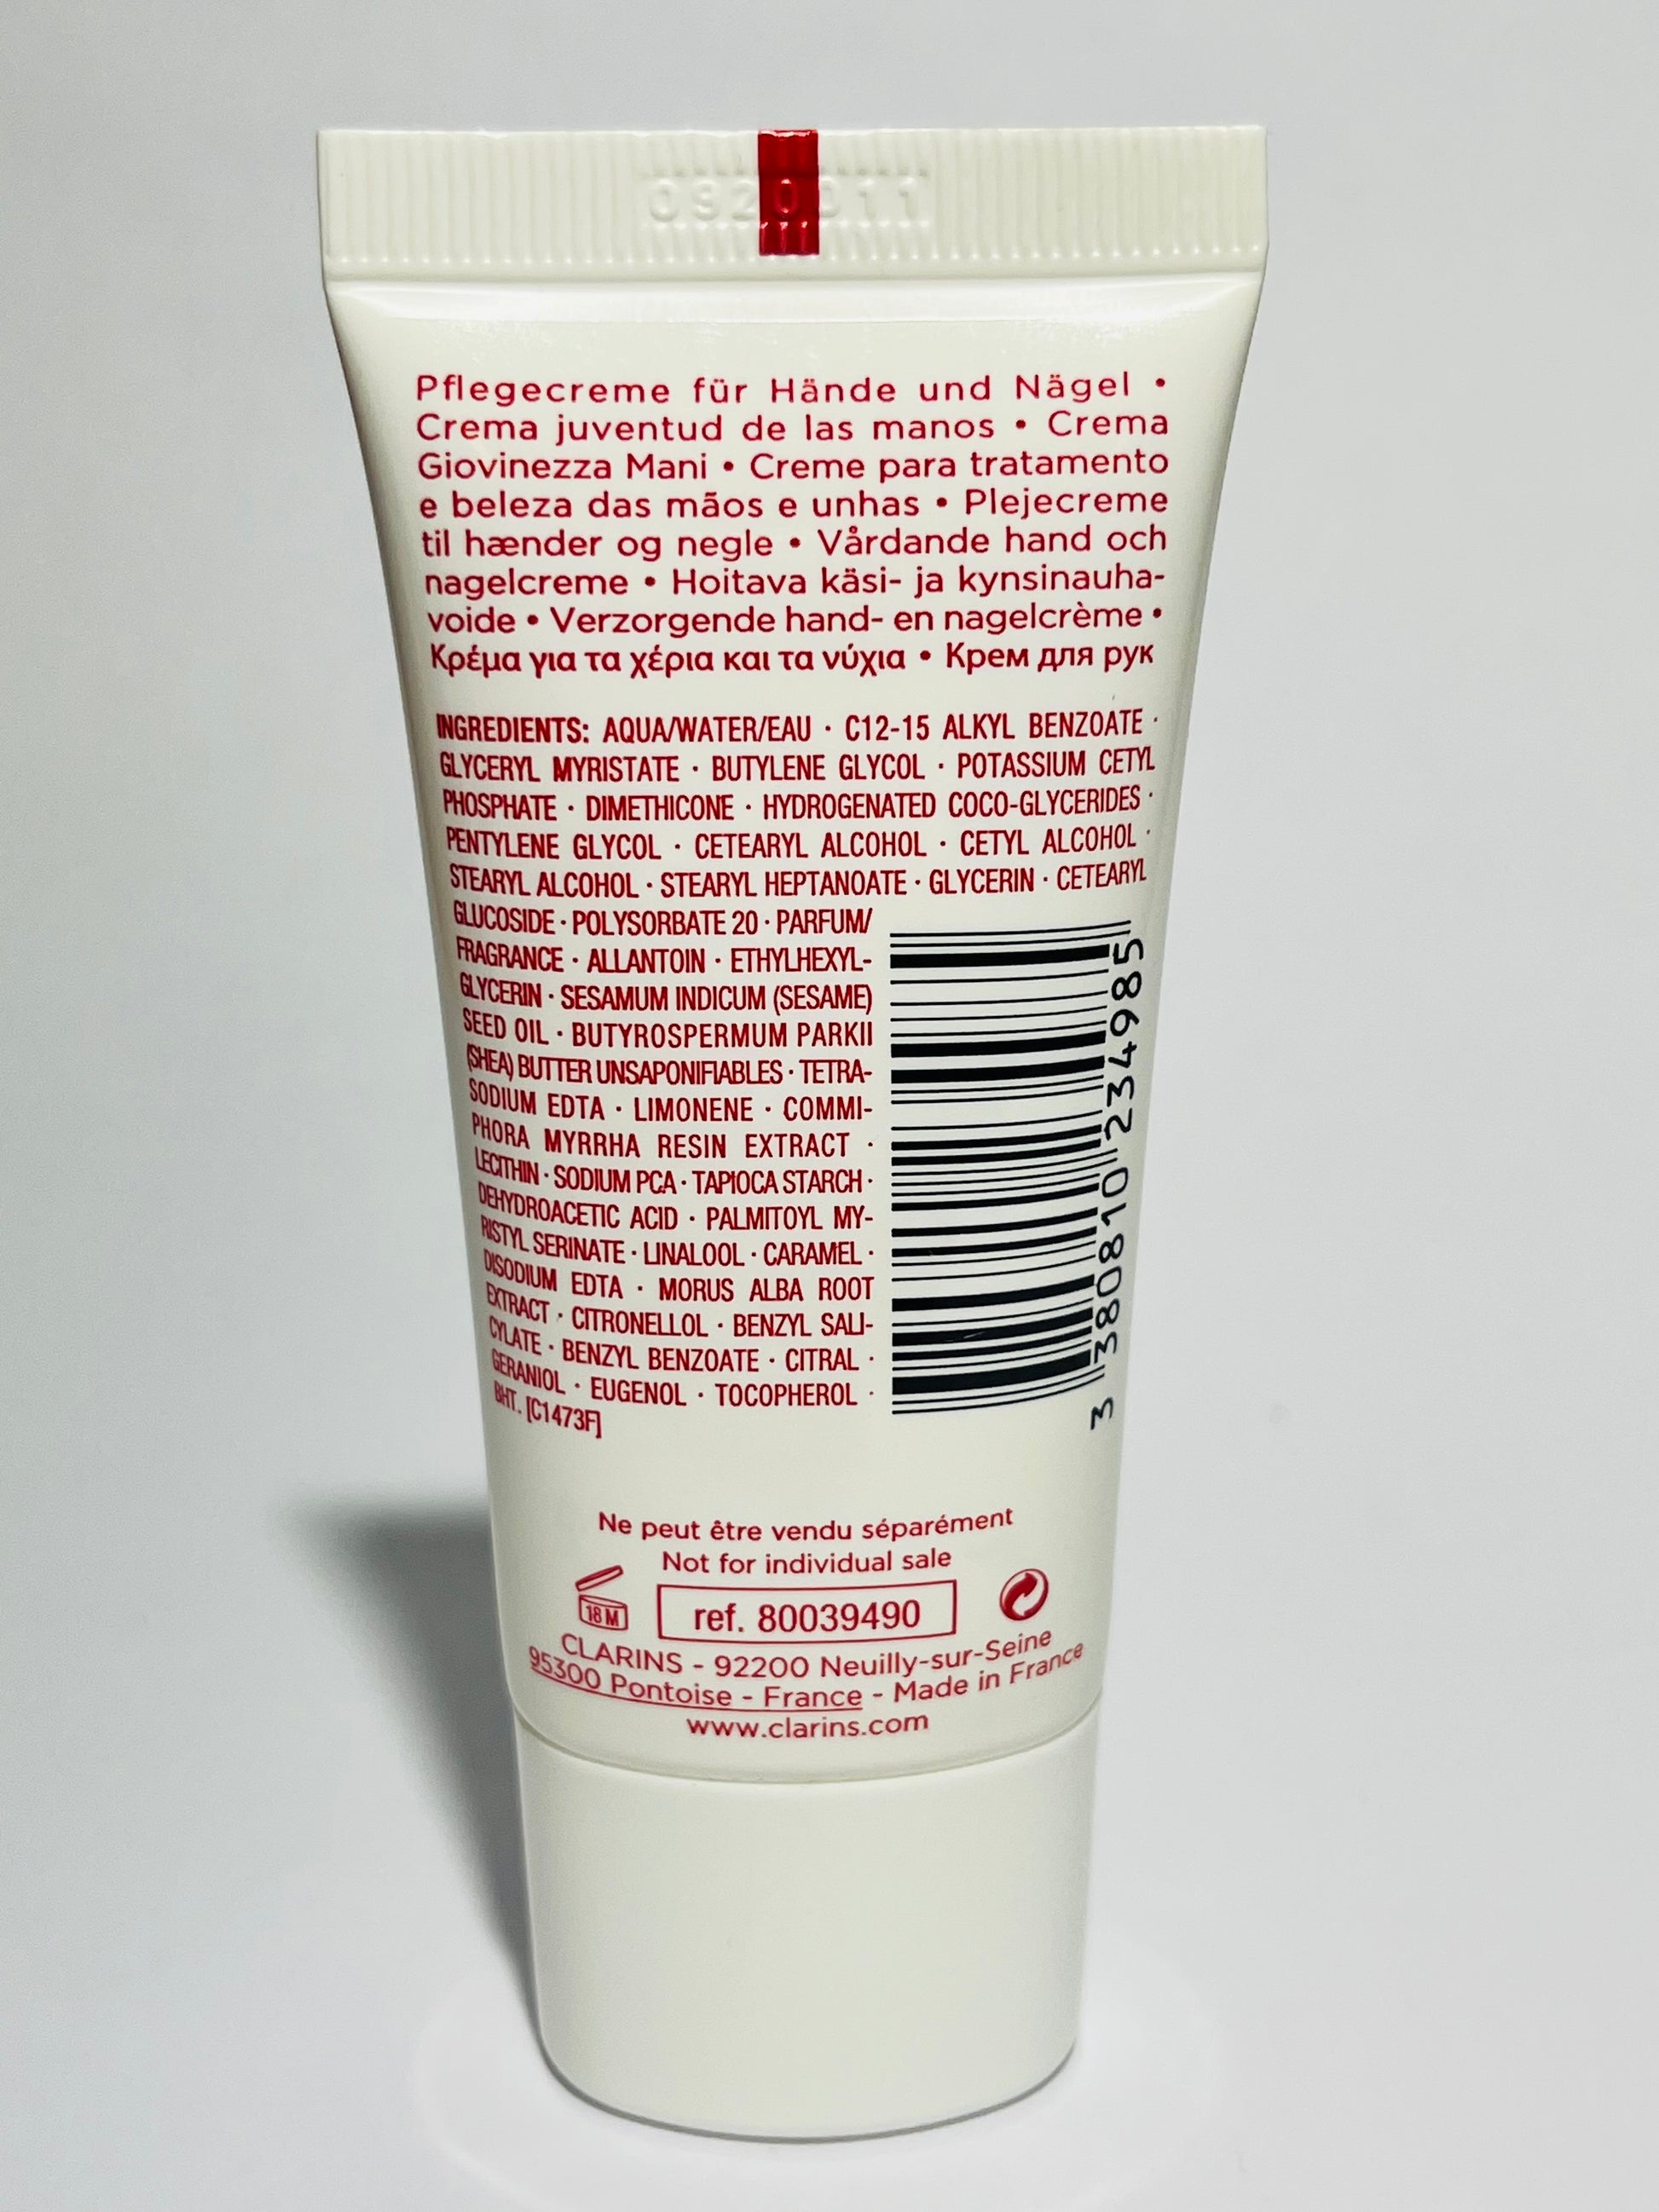 0320011
Pflegecreme für Hände und Nägel •
Crema juventud de las manos • Crema
Giovinezza Mani • Creme para tratamento
e beleza das mãos e unhas • Plejecreme
til hænder og negle • Vårdande hand och
nagelcreme • Hoitava käsi- ja kynsinauha-
voide • Verzorgende hand- en nagelcrème •
Κρέμα για τα χέρια και τα νύχια • Крем для рук
INGREDIENTS: AQUA/WATER/EAU · C12-15 ALKYL BENZOATE ·
GLYCERYL MYRISTATE · BUTYLENE GLYCOL · POTASSIUM CETYL
PHOSPHATE · DIMETHICONE · HYDROGENATED COCO-GLYCERIDES ·
PENTYLENE GLYCOL · CETEARYL ALCOHOL · CETYL ALCOHOL ·
STEARYL ALCOHOL · STEARYL HEPTANOATE · GLYCERIN · CETEARYL
GLUCOSIDE · POLYSORBATE 20 · PARFUM/
FRAGRANCE · ALLANTOIN · ETHYLHEXYL-
GLYCERIN · SESAMUM INDICUM (SESAME)
SEED OIL · BUTYROSPERMUM PARKII
(SHEA) BUTTER UNSAPONIFIABLES · TETRA-
SODIUM EDTA · LIMONENE · COMMI-
PHORA MYRRHA RESIN EXTRACT ·
LECITHIN · SODIUM PCA · TAPIOCA STARCH ·
DEHYDROACETIC ACID · PALMITOYL MY-
RISTYL SERINATE · LINALOOL · CARAMEL ·
DISODIUM EDTA · MORUS ALBA ROOT
EXTRACT · CITRONELLOL · BENZYL SALI-
CYLATE · BENZYL BENZOATE · CITRAL ·
GERANIOL · EUGENOL · TOCOPHEROL ·
BHT. [C1473F]
3 380810 234985
Ne peut être vendu séparément
Not for individual sale
18 M
ref. 80039490
CLARINS - 92200 Neuilly-sur-Seine
95300 Pontoise - France - Made in France
www.clarins.com